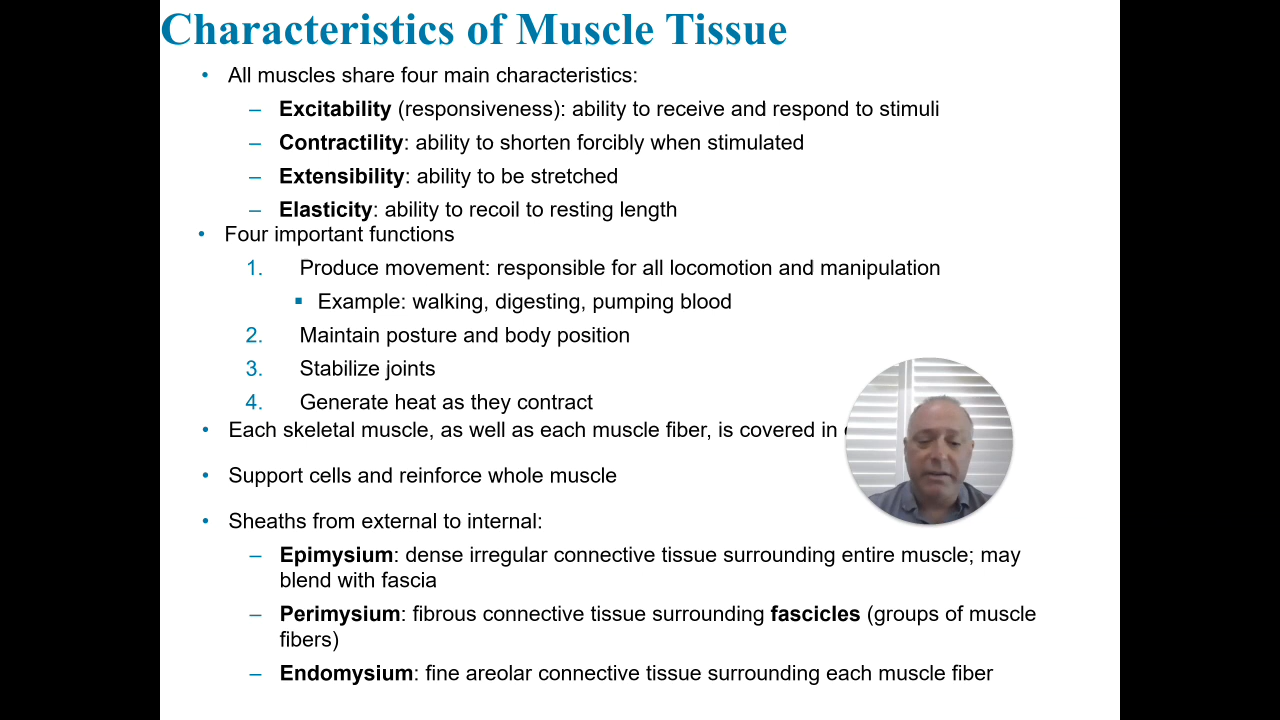 Characteristics of Muscle Tissue
• All muscles share four main characteristics:
– Excitability (responsiveness): ability to receive and respond to stimuli
– Contractility: ability to shorten forcibly when stimulated
– Extensibility: ability to be stretched
– Elasticity: ability to recoil to resting length
• Four important functions
1. Produce movement: responsible for all locomotion and manipulation
▪ Example: walking, digesting, pumping blood
2. Maintain posture and body position
3. Stabilize joints
4. Generate heat as they contract
• Each skeletal muscle, as well as each muscle fiber, is covered in
• Support cells and reinforce whole muscle
• Sheaths from external to internal:
– Epimysium: dense irregular connective tissue surrounding entire muscle; may
blend with fascia
– Perimysium: fibrous connective tissue surrounding fascicles (groups of muscle
fibers)
– Endomysium: fine areolar connective tissue surrounding each muscle fiber